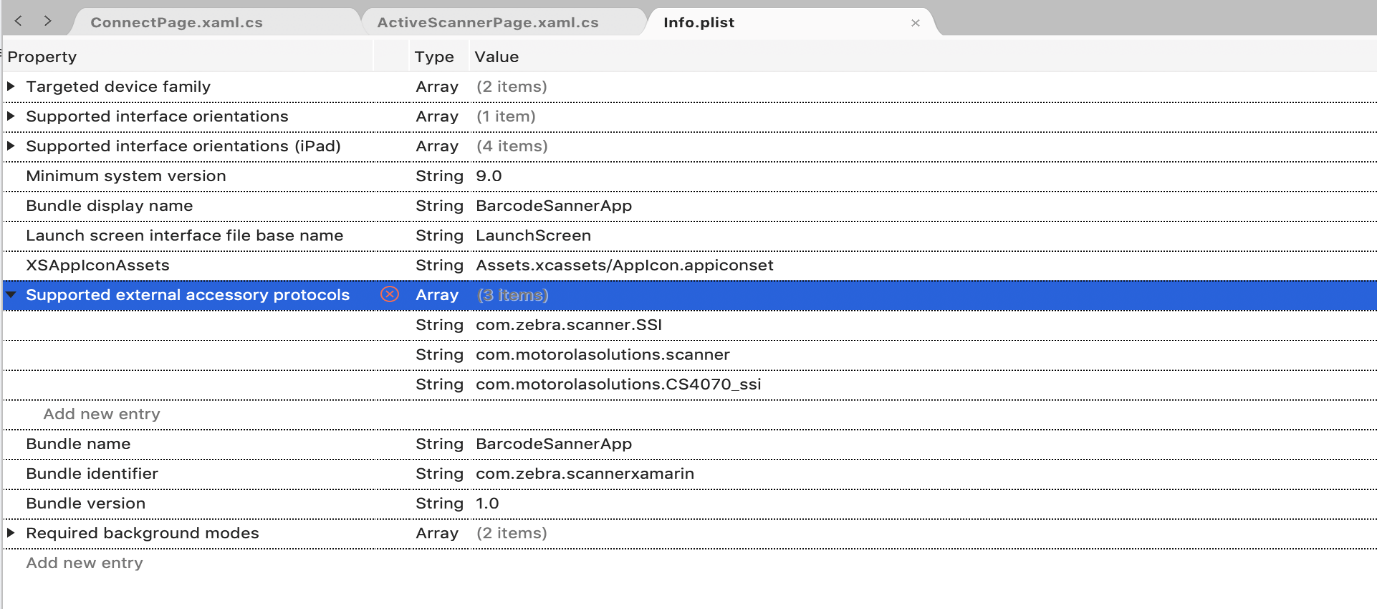 ConnectPage.xaml.cs ActiveScannerPage.xaml.cs Info.plist
Property Type Value
Targeted device family Array (2 items)
Supported interface orientations Array (1 item)
Supported interface orientations (iPad) Array (4 items)
Minimum system version String 9.0
Bundle display name String BarcodeSannerApp
Launch screen interface file base name String LaunchScreen
XSAppIconAssets String Assets.xcassets/AppIcon.appiconset
Supported external accessory protocols Array (3 items)
String com.zebra.scanner.SSI
String com.motorolasolutions.scanner
String com.motorolasolutions.CS4070_ssi
Add new entry
Bundle name String BarcodeSannerApp
Bundle identifier String com.zebra.scannerxamarin
Bundle version String 1.0
Required background modes Array (2 items)
Add new entry